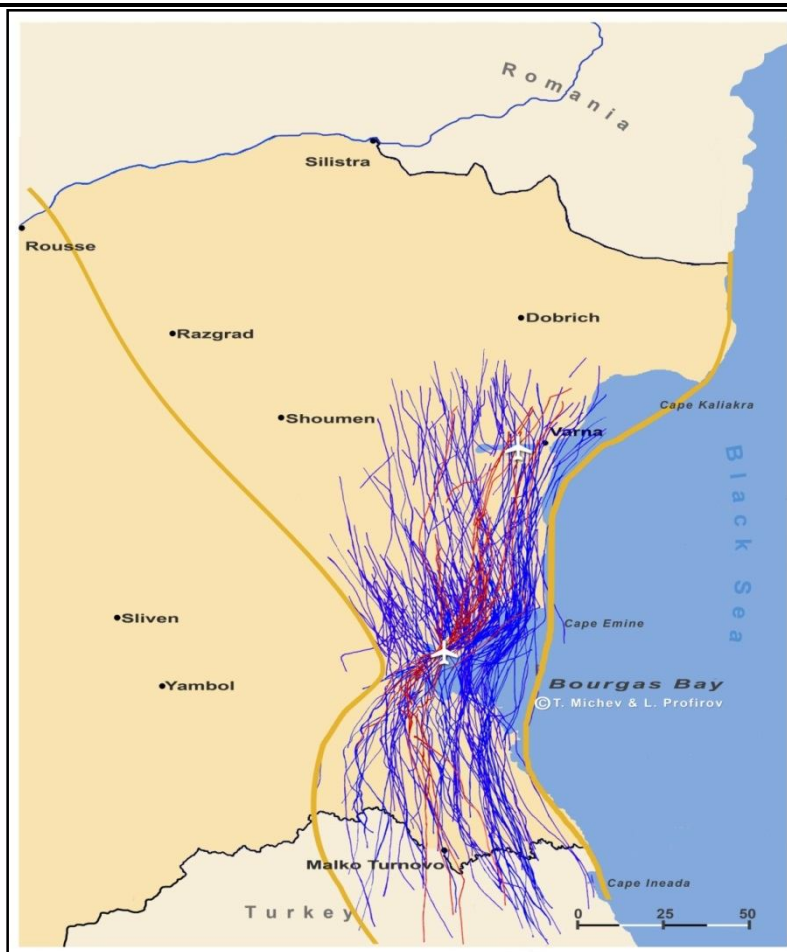 Romania
Silistra
Rousse
Dobrich
Razgrad
Cape Kaliakra
Shoumen
Varna
Black Sea
Sliven
Cape Emine
Yambol
Bourgas Bay
©T. Michev & L. Profirov
Malko Turnovo
Cape Ineada
Turkey
0 25 50